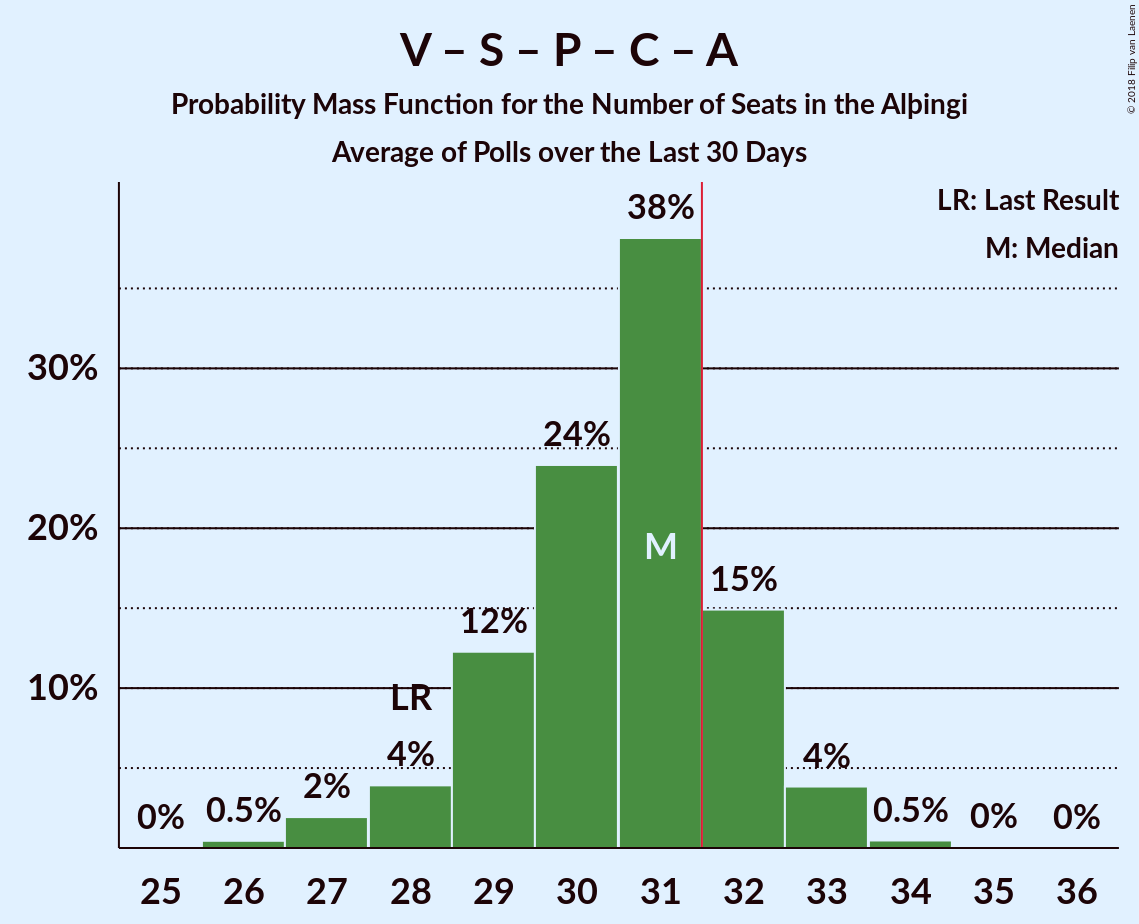 V – S – P – C – A
Probability Mass Function for the Number of Seats in the Alþingi
Average of Polls over the Last 30 Days
© 2018 Filip van Laenen
LR: Last Result
M: Median
30%
20%
10%
0%
0.5%
2%
LR
4%
12%
24%
38%
M
15%
4%
0.5%
0%
0%
25 26 27 28 29 30 31 32 33 34 35 36